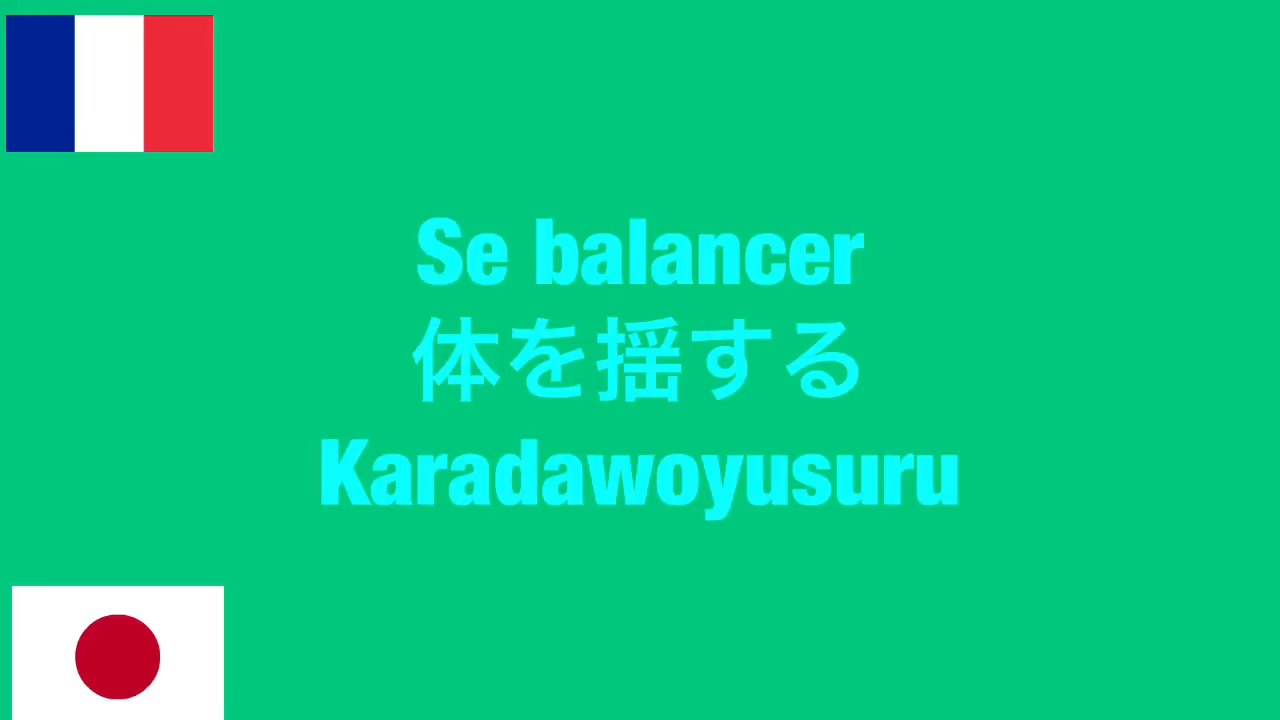 Se balancer
体を揺する
Karadawoyusuru